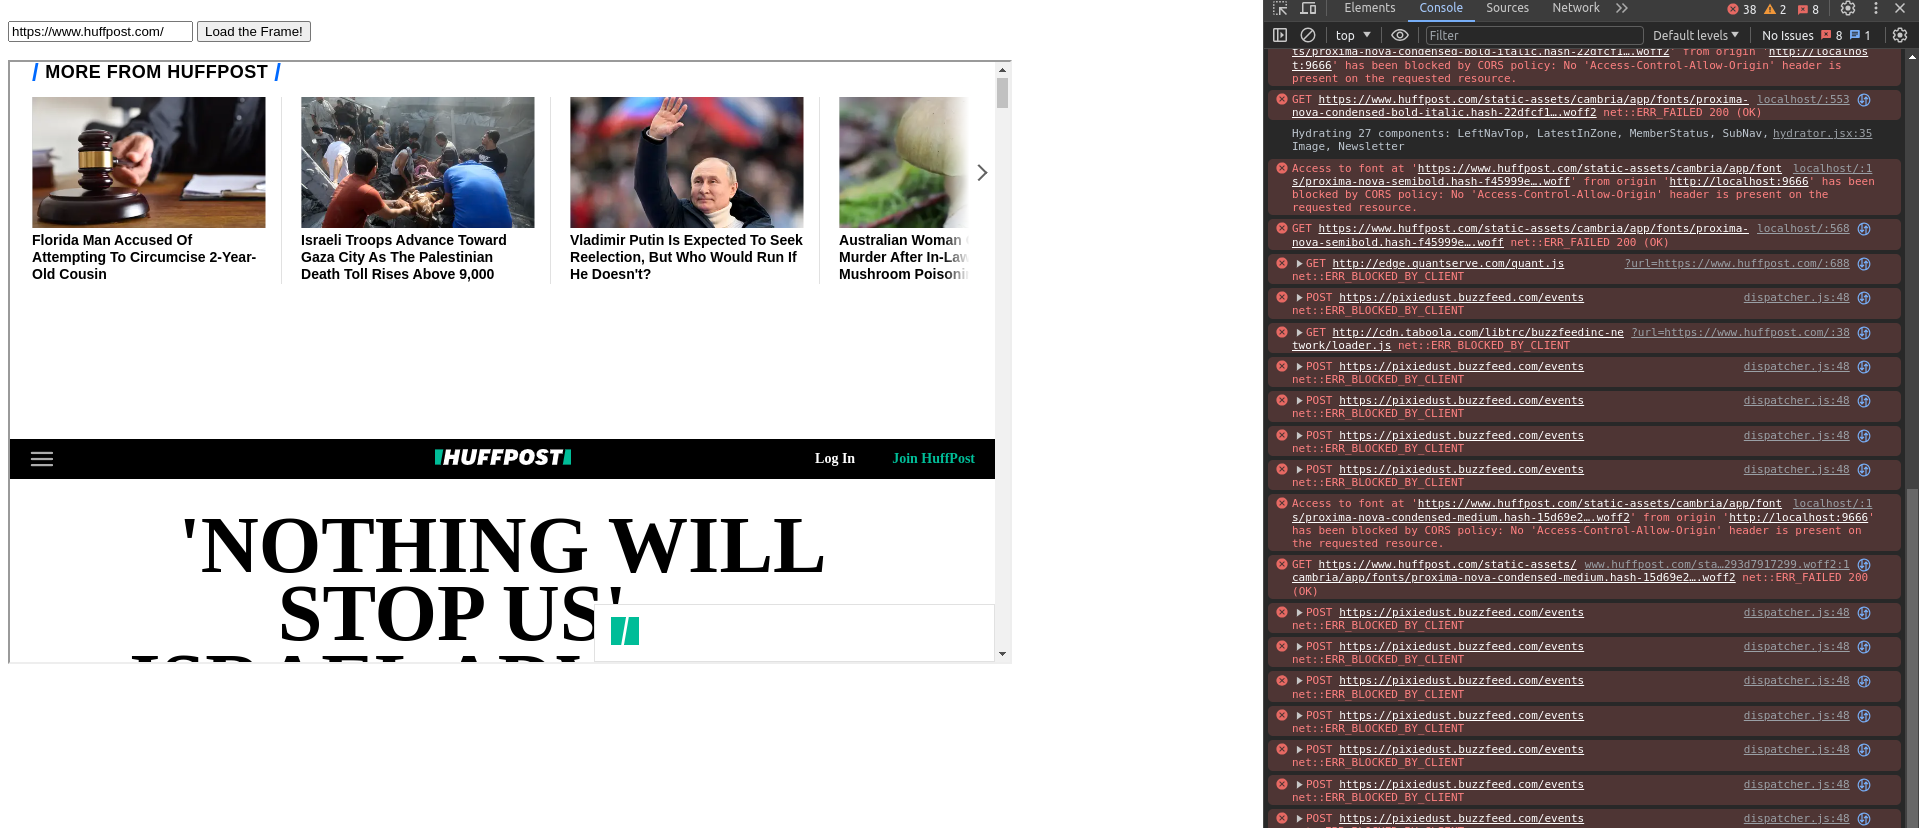 https://www.huffpost.com/ Load the Frame!
/ MORE FROM HUFFPOST /
Florida Man Accused Of
Attempting To Circumcise 2-Year-
Old Cousin
Israeli Troops Advance Toward
Gaza City As The Palestinian
Death Toll Rises Above 9,000
Vladimir Putin Is Expected To Seek
Reelection, But Who Would Run If
He Doesn't?
Australian Woman
Murder After In-Law
Mushroom Poisoni
HUFFPOST
Log In
Join HuffPost
'NOTHING WILL
STOP US'
Elements Console Sources Network 38 2 8
top Filter Default levels No Issues 8 1
ts/proxima-nova-condensed-bold-italic.hash-22dfcf1….woff2' from origin 'http://localhos
t:9666' has been blocked by CORS policy: No 'Access-Control-Allow-Origin' header is
present on the requested resource.
GET https://www.huffpost.com/static-assets/cambria/app/fonts/proxima- localhost/:553
nova-condensed-bold-italic.hash-22dfcf1….woff2 net::ERR_FAILED 200 (OK)
Hydrating 27 components: LeftNavTop, LatestInZone, MemberStatus, SubNav, hydrator.jsx:35
Image, Newsletter
Access to font at 'https://www.huffpost.com/static-assets/cambria/app/font localhost/:1
s/proxima-nova-semibold.hash-f45999e….woff' from origin 'http://localhost:9666' has been
blocked by CORS policy: No 'Access-Control-Allow-Origin' header is present on the
requested resource.
GET https://www.huffpost.com/static-assets/cambria/app/fonts/proxima- localhost/:568
nova-semibold.hash-f45999e….woff net::ERR_FAILED 200 (OK)
GET http://edge.quantserve.com/quant.js ?url=https://www.huffpost.com/:688
net::ERR_BLOCKED_BY_CLIENT
POST https://pixiedust.buzzfeed.com/events dispatcher.js:48
net::ERR_BLOCKED_BY_CLIENT
GET http://cdn.taboola.com/libtrc/buzzfeedinc-ne ?url=https://www.huffpost.com/:38
twork/loader.js net::ERR_BLOCKED_BY_CLIENT
POST https://pixiedust.buzzfeed.com/events dispatcher.js:48
net::ERR_BLOCKED_BY_CLIENT
POST https://pixiedust.buzzfeed.com/events dispatcher.js:48
net::ERR_BLOCKED_BY_CLIENT
POST https://pixiedust.buzzfeed.com/events dispatcher.js:48
net::ERR_BLOCKED_BY_CLIENT
POST https://pixiedust.buzzfeed.com/events dispatcher.js:48
net::ERR_BLOCKED_BY_CLIENT
Access to font at 'https://www.huffpost.com/static-assets/cambria/app/font localhost/:1
s/proxima-nova-condensed-medium.hash-15d69e2….woff2' from origin 'http://localhost:9666'
has been blocked by CORS policy: No 'Access-Control-Allow-Origin' header is present on
the requested resource.
GET https://www.huffpost.com/static-assets/ www.huffpost.com/sta…293d7917299.woff2:1
cambria/app/fonts/proxima-nova-condensed-medium.hash-15d69e2….woff2 net::ERR_FAILED 200
(OK)
POST https://pixiedust.buzzfeed.com/events dispatcher.js:48
net::ERR_BLOCKED_BY_CLIENT
POST https://pixiedust.buzzfeed.com/events dispatcher.js:48
net::ERR_BLOCKED_BY_CLIENT
POST https://pixiedust.buzzfeed.com/events dispatcher.js:48
net::ERR_BLOCKED_BY_CLIENT
POST https://pixiedust.buzzfeed.com/events dispatcher.js:48
net::ERR_BLOCKED_BY_CLIENT
POST https://pixiedust.buzzfeed.com/events dispatcher.js:48
net::ERR_BLOCKED_BY_CLIENT
POST https://pixiedust.buzzfeed.com/events dispatcher.js:48
net::ERR_BLOCKED_BY_CLIENT
POST https://pixiedust.buzzfeed.com/events dispatcher.js:48